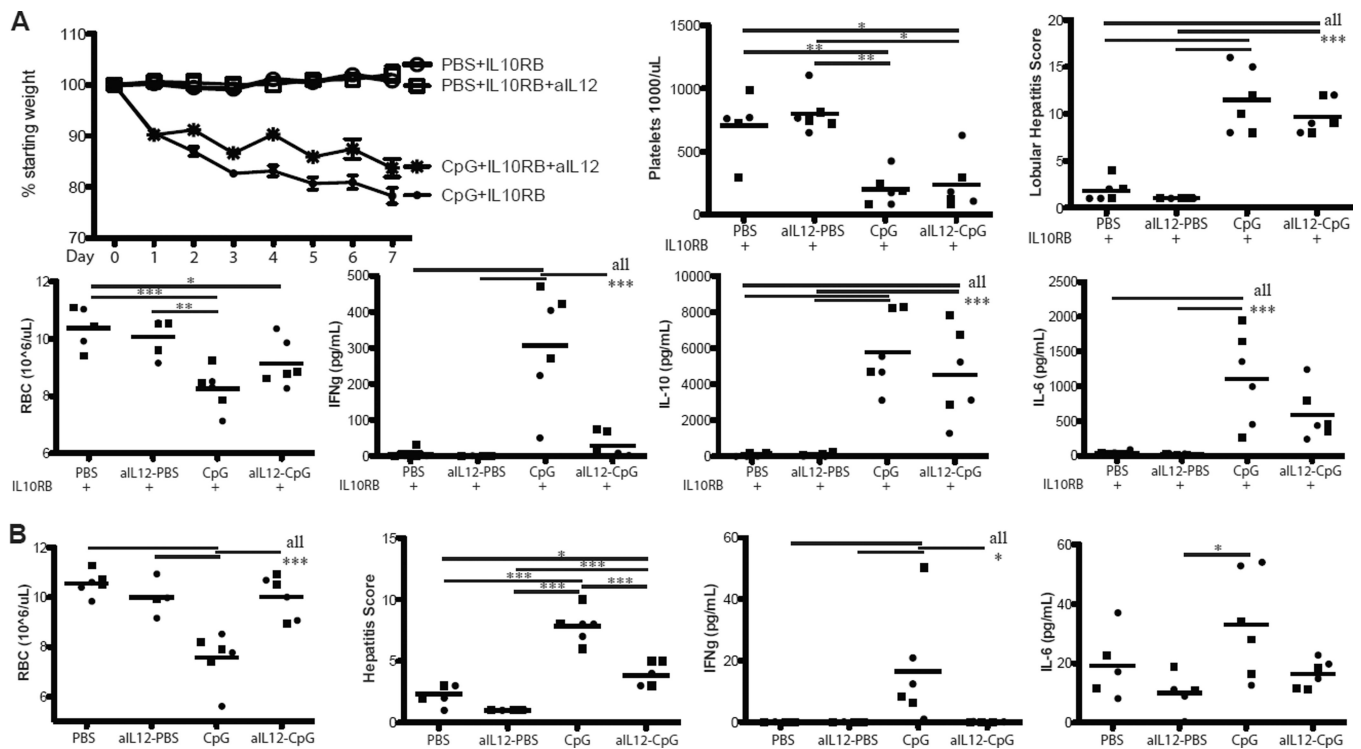 A
110
100
90
80
70
% starting weight
Day 0 1 2 3 4 5 6 7
PBS+IL10RB
PBS+IL10RB+aIL12
CpG+IL10RB+aIL12
CpG+IL10RB
1500
1000
500
0
Platelets 1000/uL
*
*
**
**
PBS aIL12-PBS CpG aIL12-CpG
IL10RB + + + +
20
15
10
5
0
Lobular Hepatitis Score
all
***
PBS aIL12-PBS CpG aIL12-CpG
IL10RB + + + +
12
10
8
6
RBC (10^6/uL)
*
***
**
PBS aIL12-PBS CpG aIL12-CpG
IL10RB + + + +
500
400
300
200
100
0
IFNg (pg/mL)
all
***
PBS aIL12-PBS CpG aIL12-CpG
+ + + +
10000
8000
6000
4000
2000
0
IL-10 (pg/mL)
all
***
PBS aIL12-PBS CpG aIL12-CpG
IL10RB + + + +
2500
2000
1500
1000
500
0
IL-6 (pg/mL)
all
***
PBS aIL12-PBS CpG aIL12-CpG
IL10RB + + + +
B
12
10
8
6
RBC (10^6/uL)
all
***
PBS aIL12-PBS CpG aIL12-CpG
15
10
5
0
Hepatitis Score
*
***
***
***
***
PBS aIL12-PBS CpG aIL12-CpG
60
40
20
0
IFNg (pg/mL)
all
*
PBS aIL12-PBS CpG aIL12-CpG
60
40
20
0
IL-6 (pg/mL)
*
PBS aIL12-PBS CpG aIL12-CpG